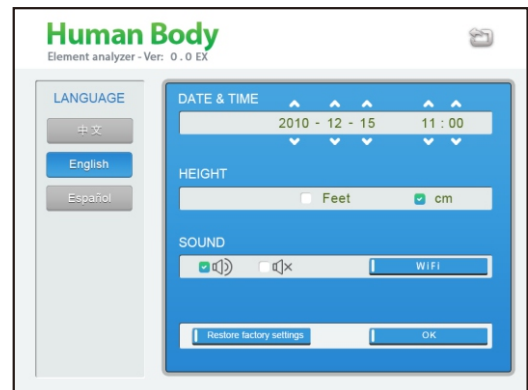 Human Body
Element analyzer - Ver: 0.0 EX
LANGUAGE
中文
English
Español
DATE & TIME
2010 - 12 - 15 11 : 00
HEIGHT
Feet cm
SOUND
WiFi
Restore factory settings OK